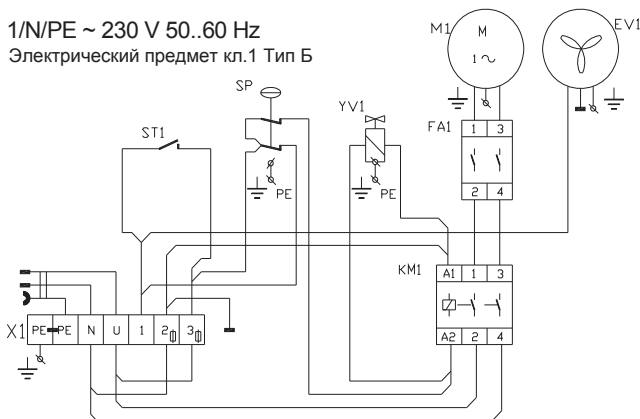 1/N/PE ~ 230 V 50..60 Hz
Электрический предмет кл.1 Тип Б
M1
M
1 ~
EV1
SP
YV1
ST1
FA1
1 3
2 4
PE
PE
KM1
A1 1 3
A2 2 4
X1 PE PE N U 1 2 3